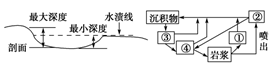 最大深度
水渍线
最小深度
剖面
沉积物
②
③
①
④
岩浆
喷出